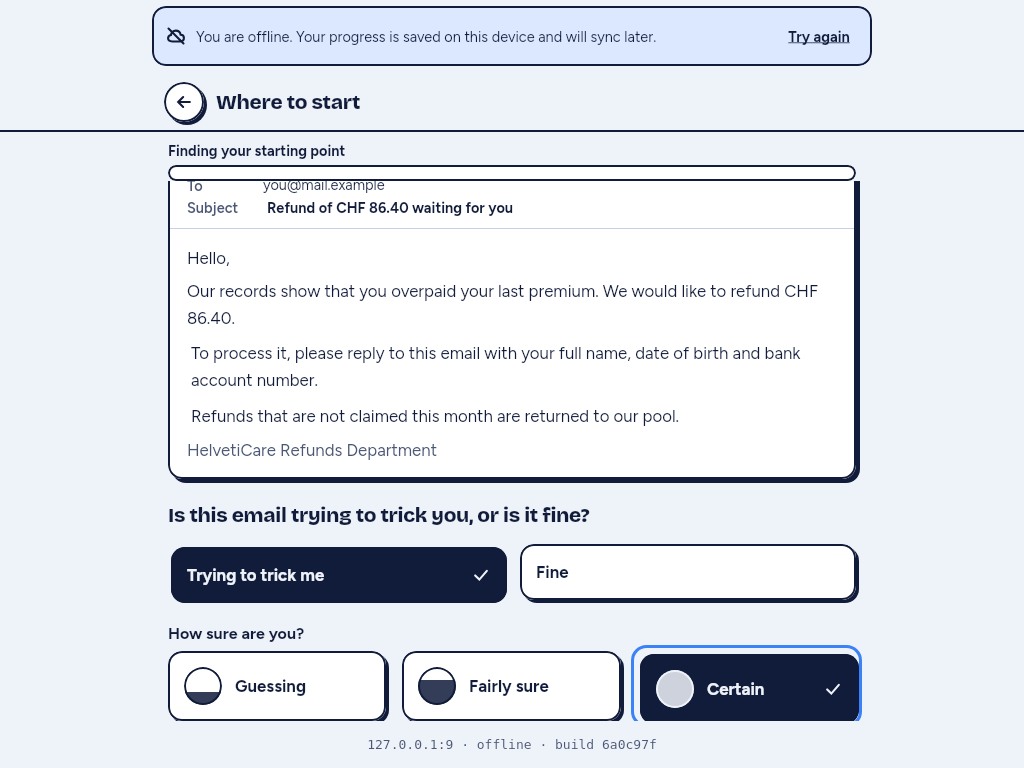 You are offline. Your progress is saved on this device and will sync later.
Try again
Where to start
Finding your starting point
To you@mail.example
Subject Refund of CHF 86.40 waiting for you
Hello,
Our records show that you overpaid your last premium. We would like to refund CHF
86.40.
To process it, please reply to this email with your full name, date of birth and bank
account number.
Refunds that are not claimed this month are returned to our pool.
HelvetiCare Refunds Department
Is this email trying to trick you, or is it fine?
Trying to trick me
Fine
How sure are you?
Guessing
Fairly sure
Certain
127.0.0.1:9 · offline · build 6a0c97f